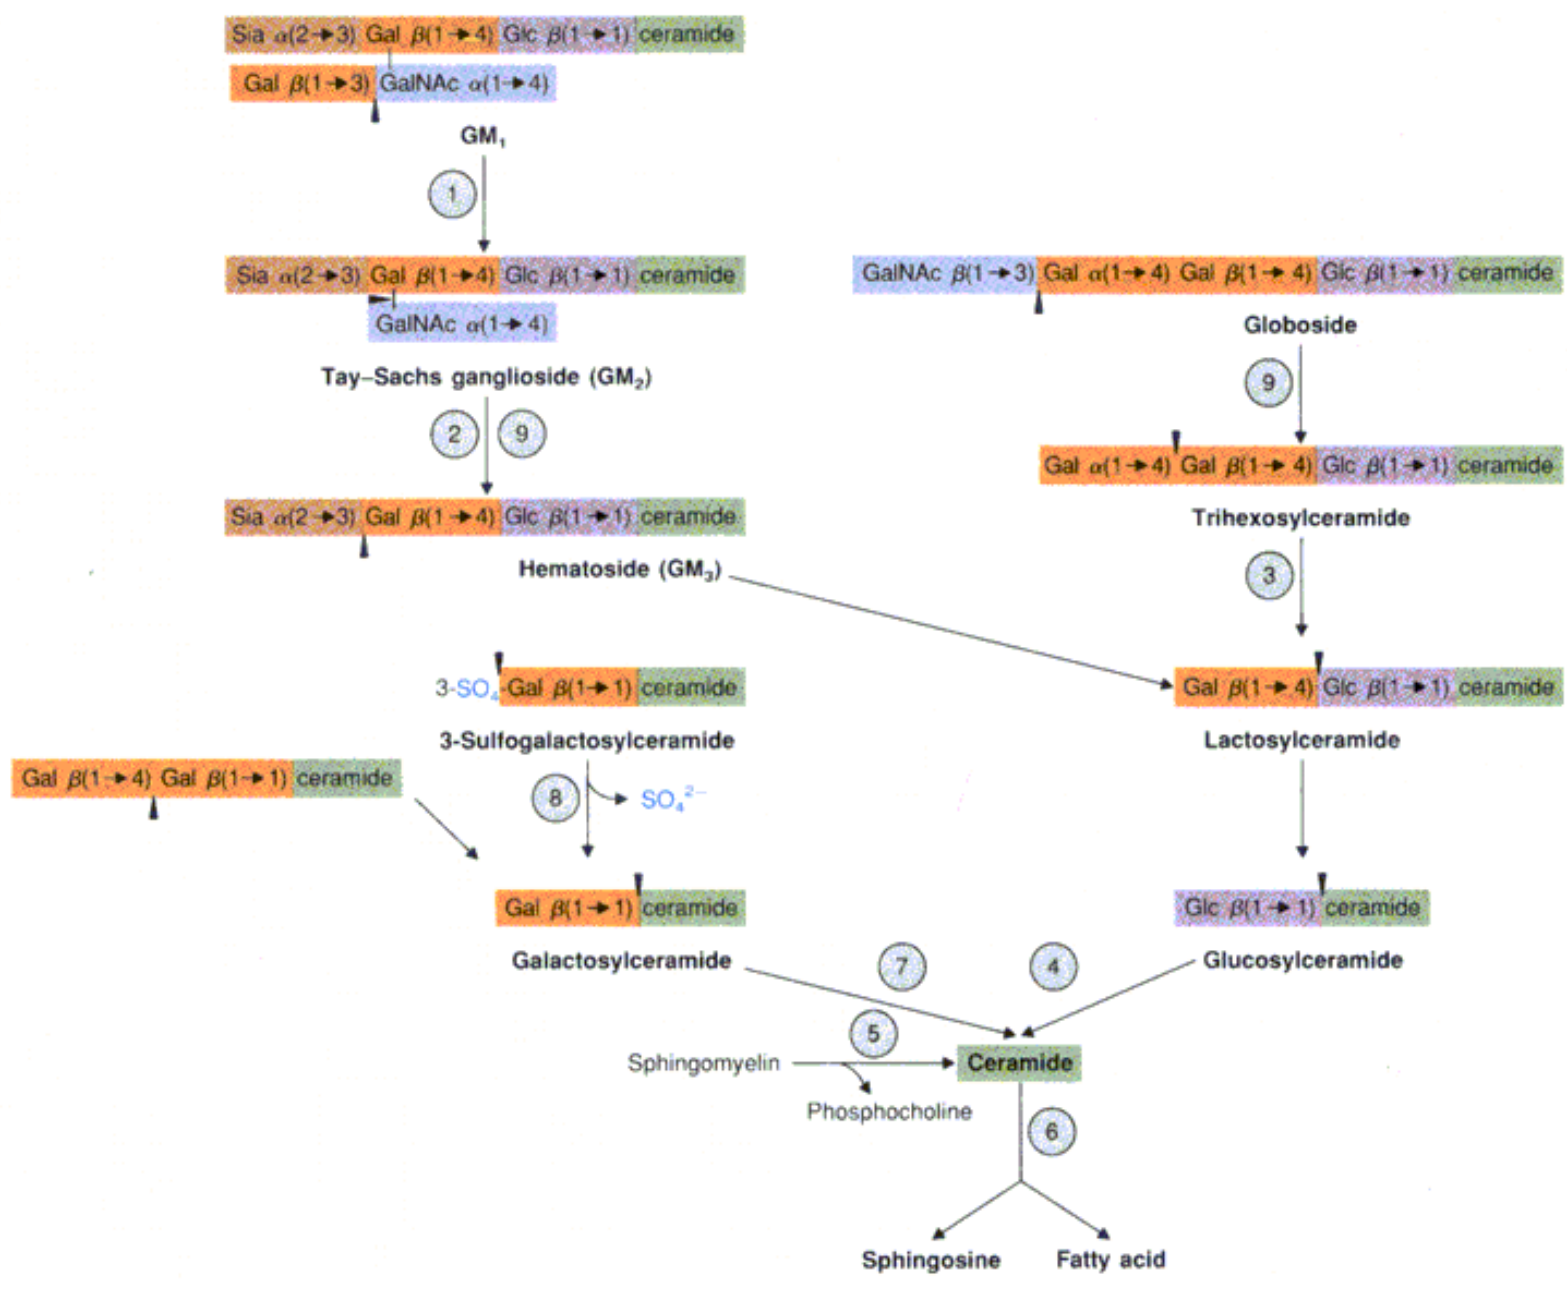 Sia α(2→3) Gal β(1→4) Glc β(1→1) ceramide
Gal β(1→3) GalNAc α(1→4)
GM₁
1
Sia α(2→3) Gal β(1→4) Glc β(1→1) ceramide
GalNAc α(1→4)
Tay–Sachs ganglioside (GM₂)
2 9
Sia α(2→3) Gal β(1→4) Glc β(1→1) ceramide
Hematoside (GM₃)
GalNAc β(1→3) Gal α(1→4) Gal β(1→4) Glc β(1→1) ceramide
Globoside
9
Gal α(1→4) Gal β(1→4) Glc β(1→1) ceramide
Trihexosylceramide
3
Gal β(1→4) Glc β(1→1) ceramide
Lactosylceramide
3-SO₄-Gal β(1→1) ceramide
3-Sulfogalactosylceramide
8
SO₄²⁻
Gal β(1→4) Gal β(1→1) ceramide
Gal β(1→1) ceramide
Galactosylceramide
Glc β(1→1) ceramide
Glucosylceramide
7
4
5
Sphingomyelin
Ceramide
Phosphocholine
6
Sphingosine
Fatty acid